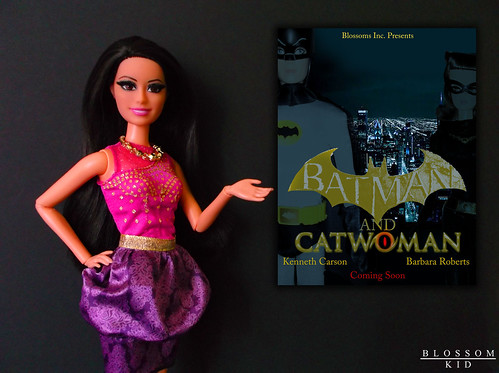 Blossoms Inc. Presents
BATMAN
AND
CATWOMAN
Kenneth Carson Barbara Roberts
Coming Soon
BLOSSOM
KID